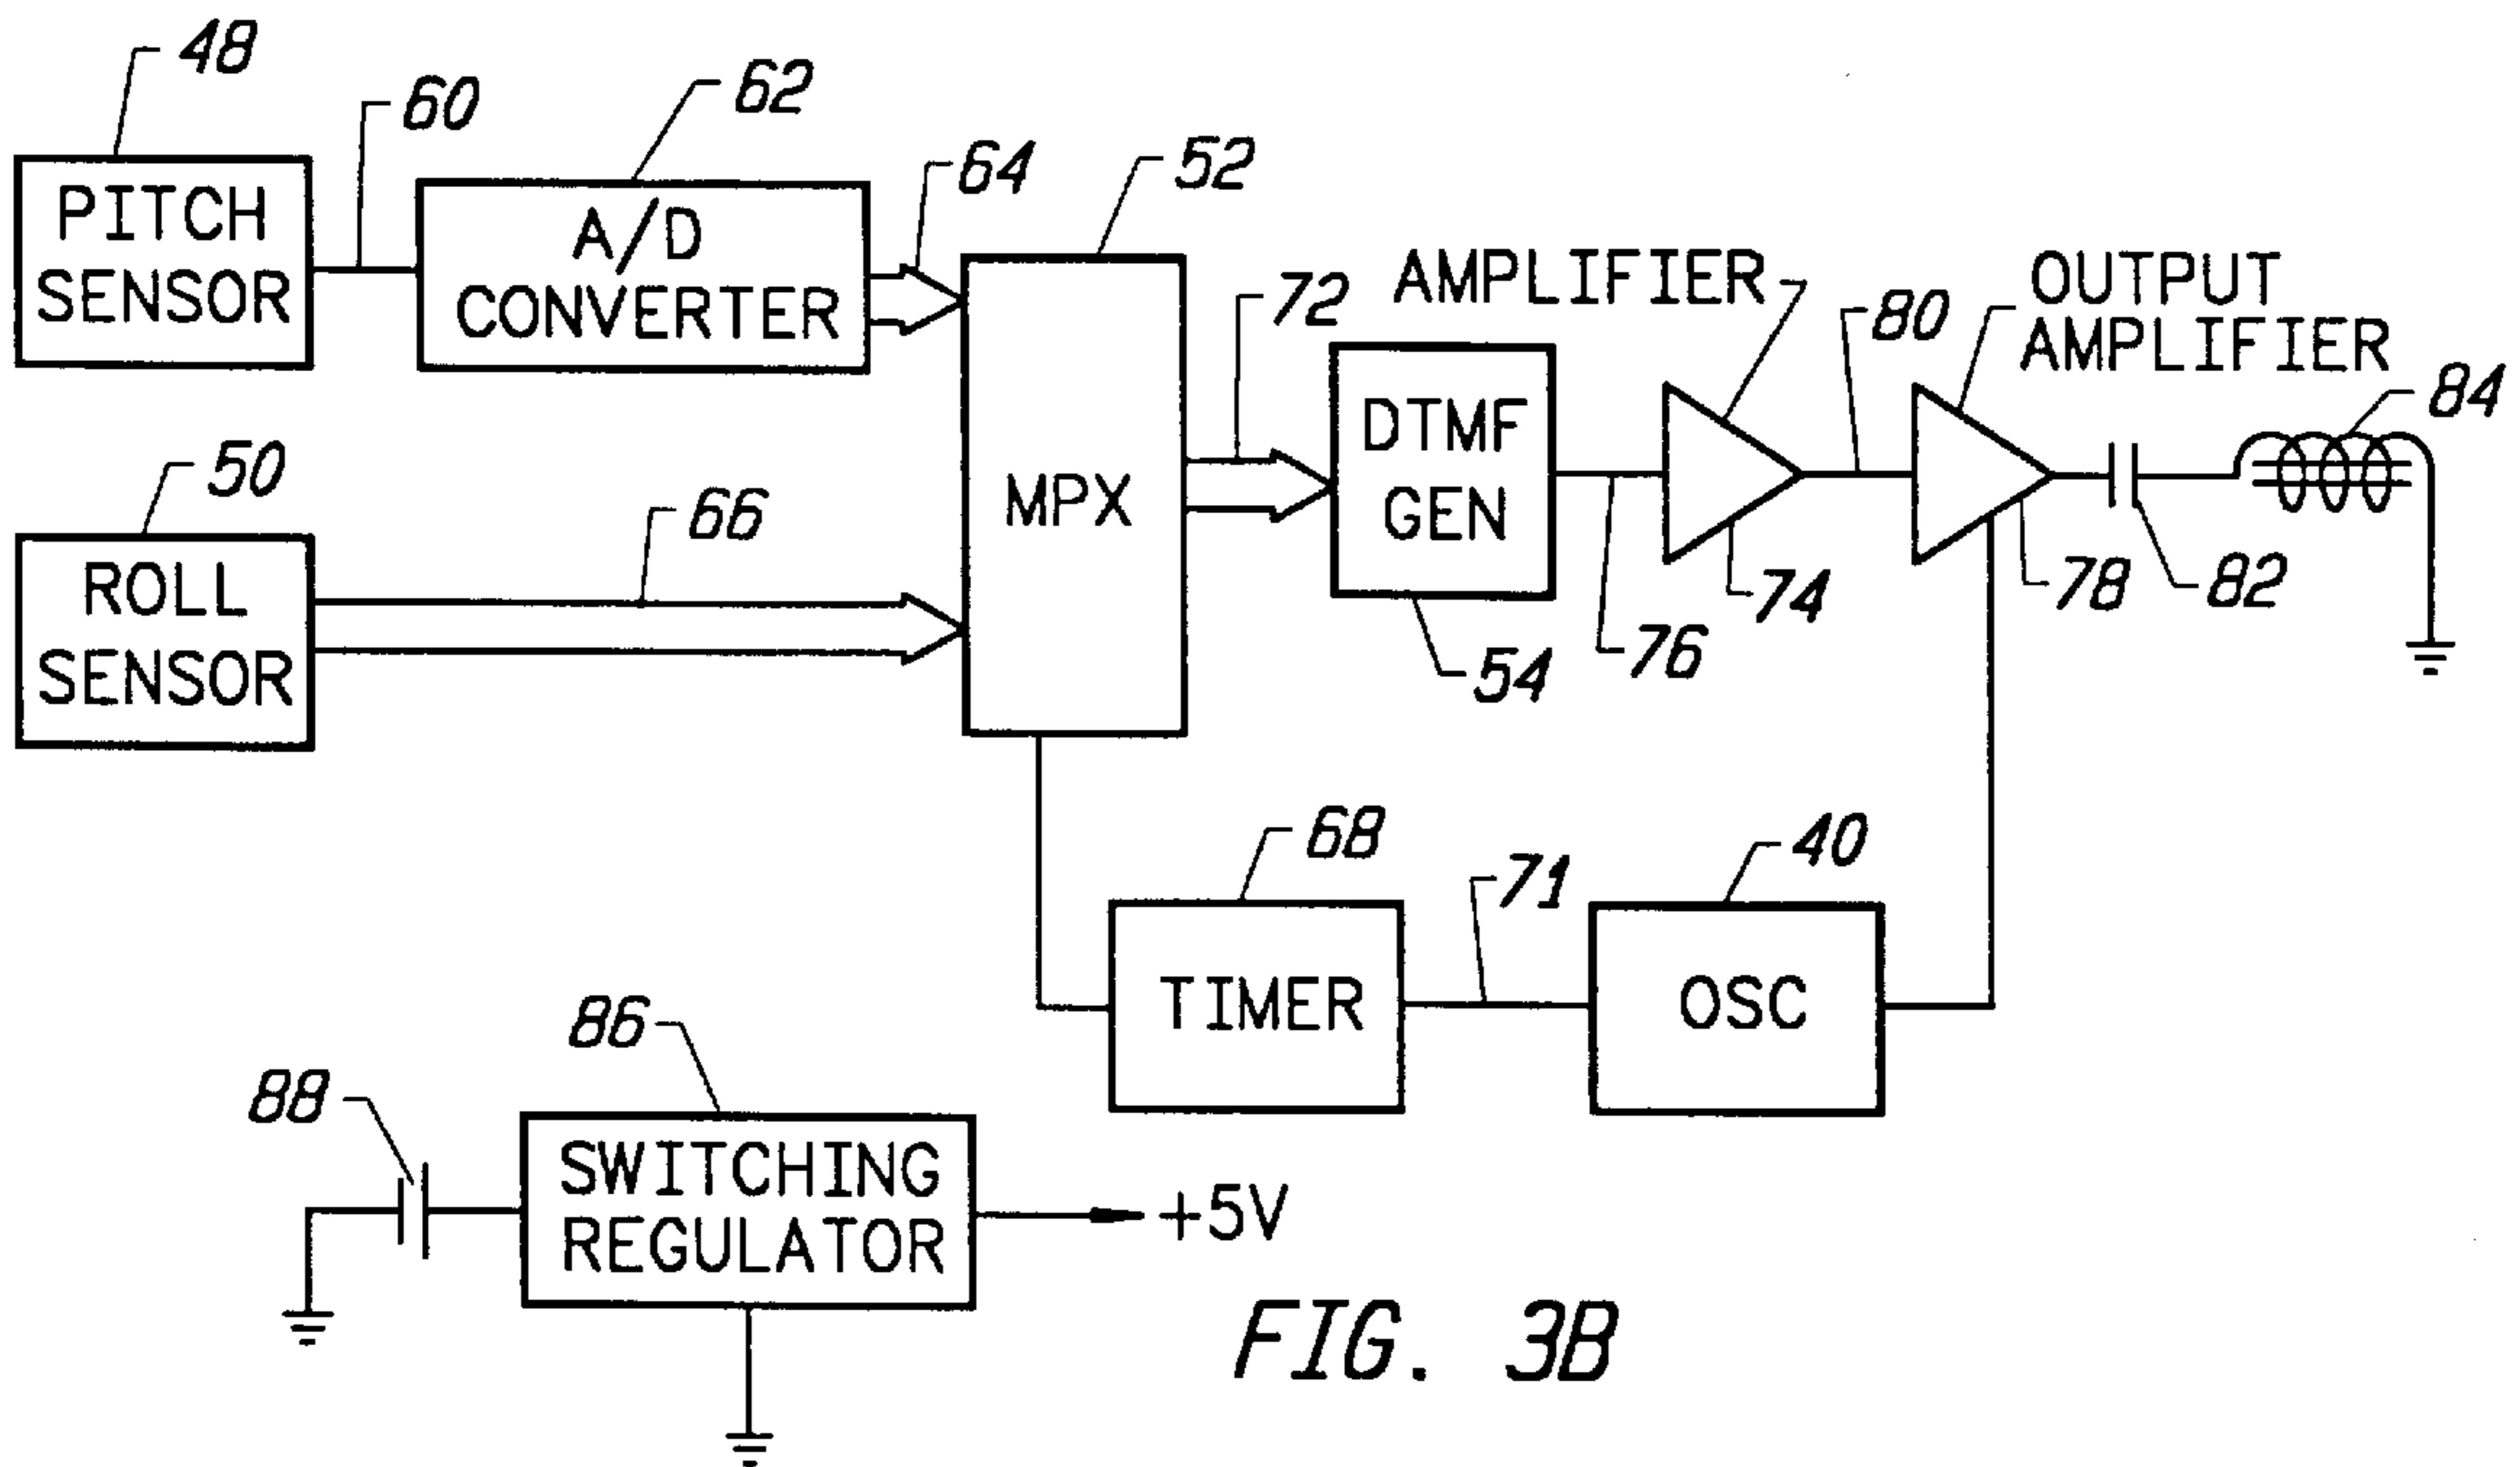 48
60
62
64
52
PITCH
SENSOR
A/D
CONVERTER
72
AMPLIFIER
80
OUTPUT
AMPLIFIER
84
50
66
MPX
DTMF
GEN
ROLL
SENSOR
54
76
74
78
82
68
71
40
TIMER
OSC
86
88
SWITCHING
REGULATOR
+5V
FIG. 3B